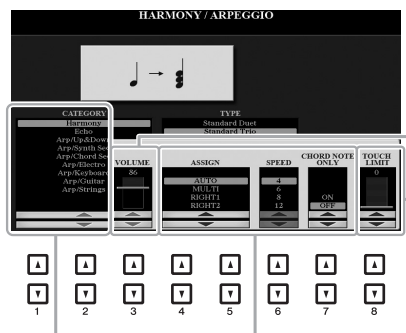 HARMONY / ARPEGGIO
CATEGORY
Harmony
Echo
Arp/Up&Down
Arp/Synth Seq
Arp/Chord Seq
Arp/Electro
Arp/Keyboard
Arp/Guitar
Arp/Strings
TYPE
Standard Duet
Standard Trio
VOLUME
86
ASSIGN
AUTO
MULTI
RIGHT1
RIGHT2
SPEED
4
6
8
12
CHORD NOTE
ONLY
ON
OFF
TOUCH
LIMIT
0
1 2 3 4 5 6 7 8